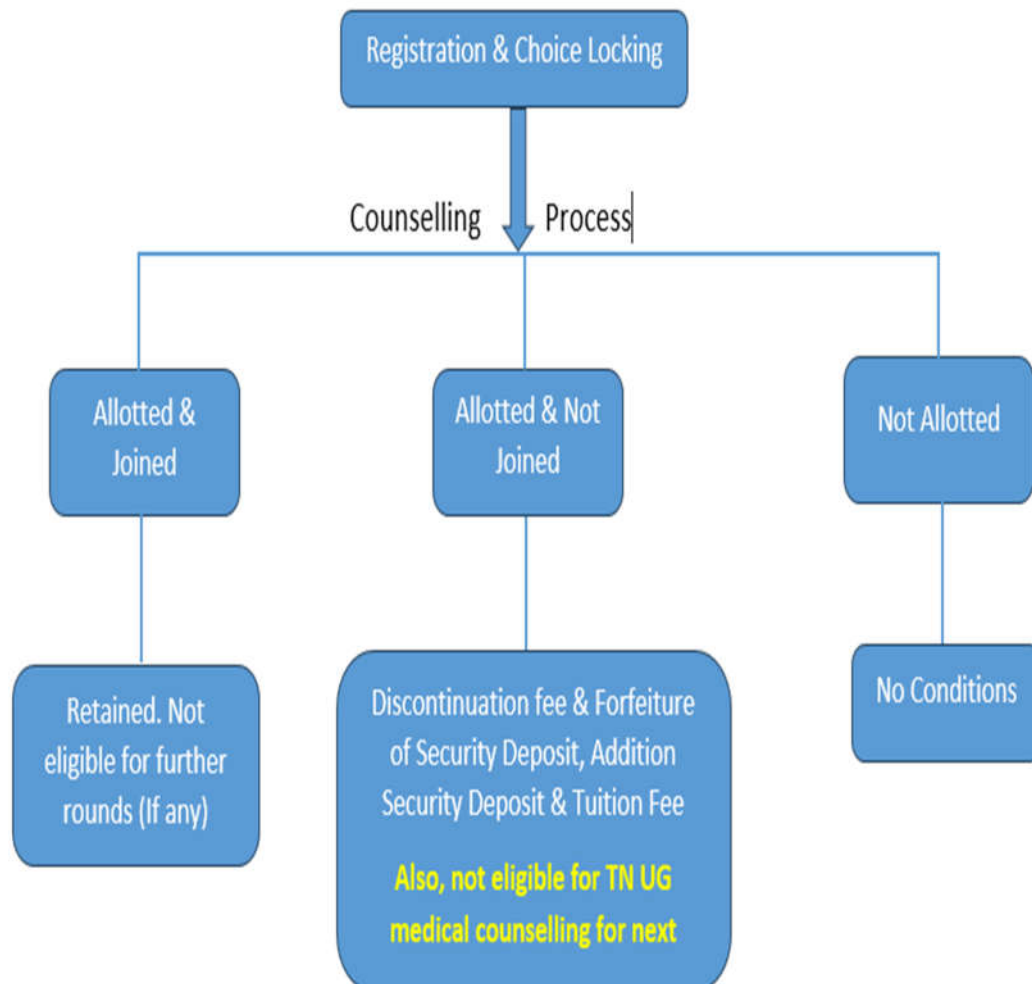 Registration & Choice Locking
Counselling Process
Allotted &
Joined
Allotted & Not
Joined
Not Allotted
Retained. Not
eligible for further
rounds (If any)
Discontinuation fee & Forfeiture
of Security Deposit, Addition
Security Deposit & Tuition Fee
Also, not eligible for TN UG
medical counselling for next
No Conditions